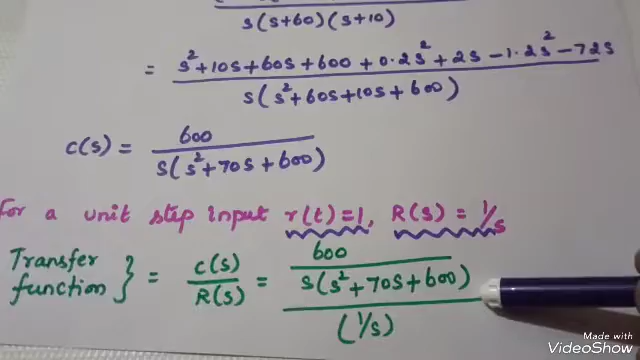 s(s+60)(s+10)
= s²+10s+60s+600+0.2s²+2s-1.2s²-72s
s(s²+60s+10s+600)
C(s) = 600
s(s²+70s+600)
For a unit step input r(t)=1, R(s)=1/s
Transfer function } = C(s)/R(s) = 600
s(s²+70s+600)
(1/s)
Made with
VideoShow